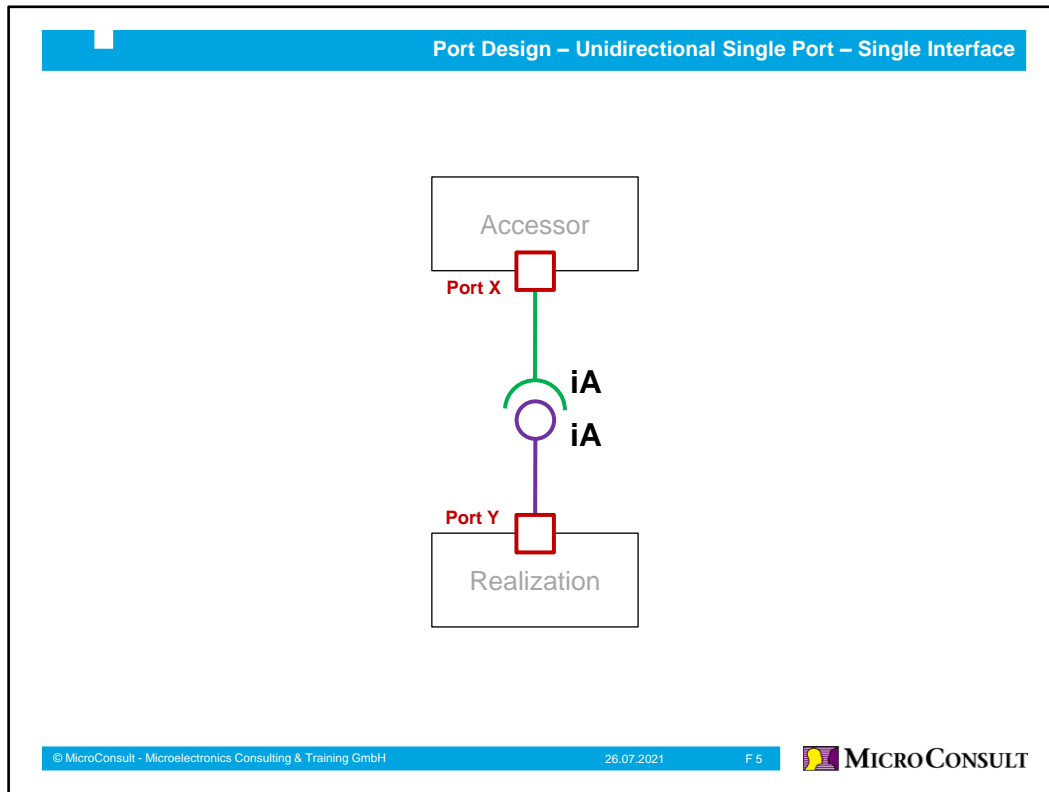 Port Design – Unidirectional Single Port – Single Interface
Accessor
Port X
iA
iA
Port Y
Realization
© MicroConsult - Microelectronics Consulting & Training GmbH 26.07.2021 F 5 MICROCONSULT